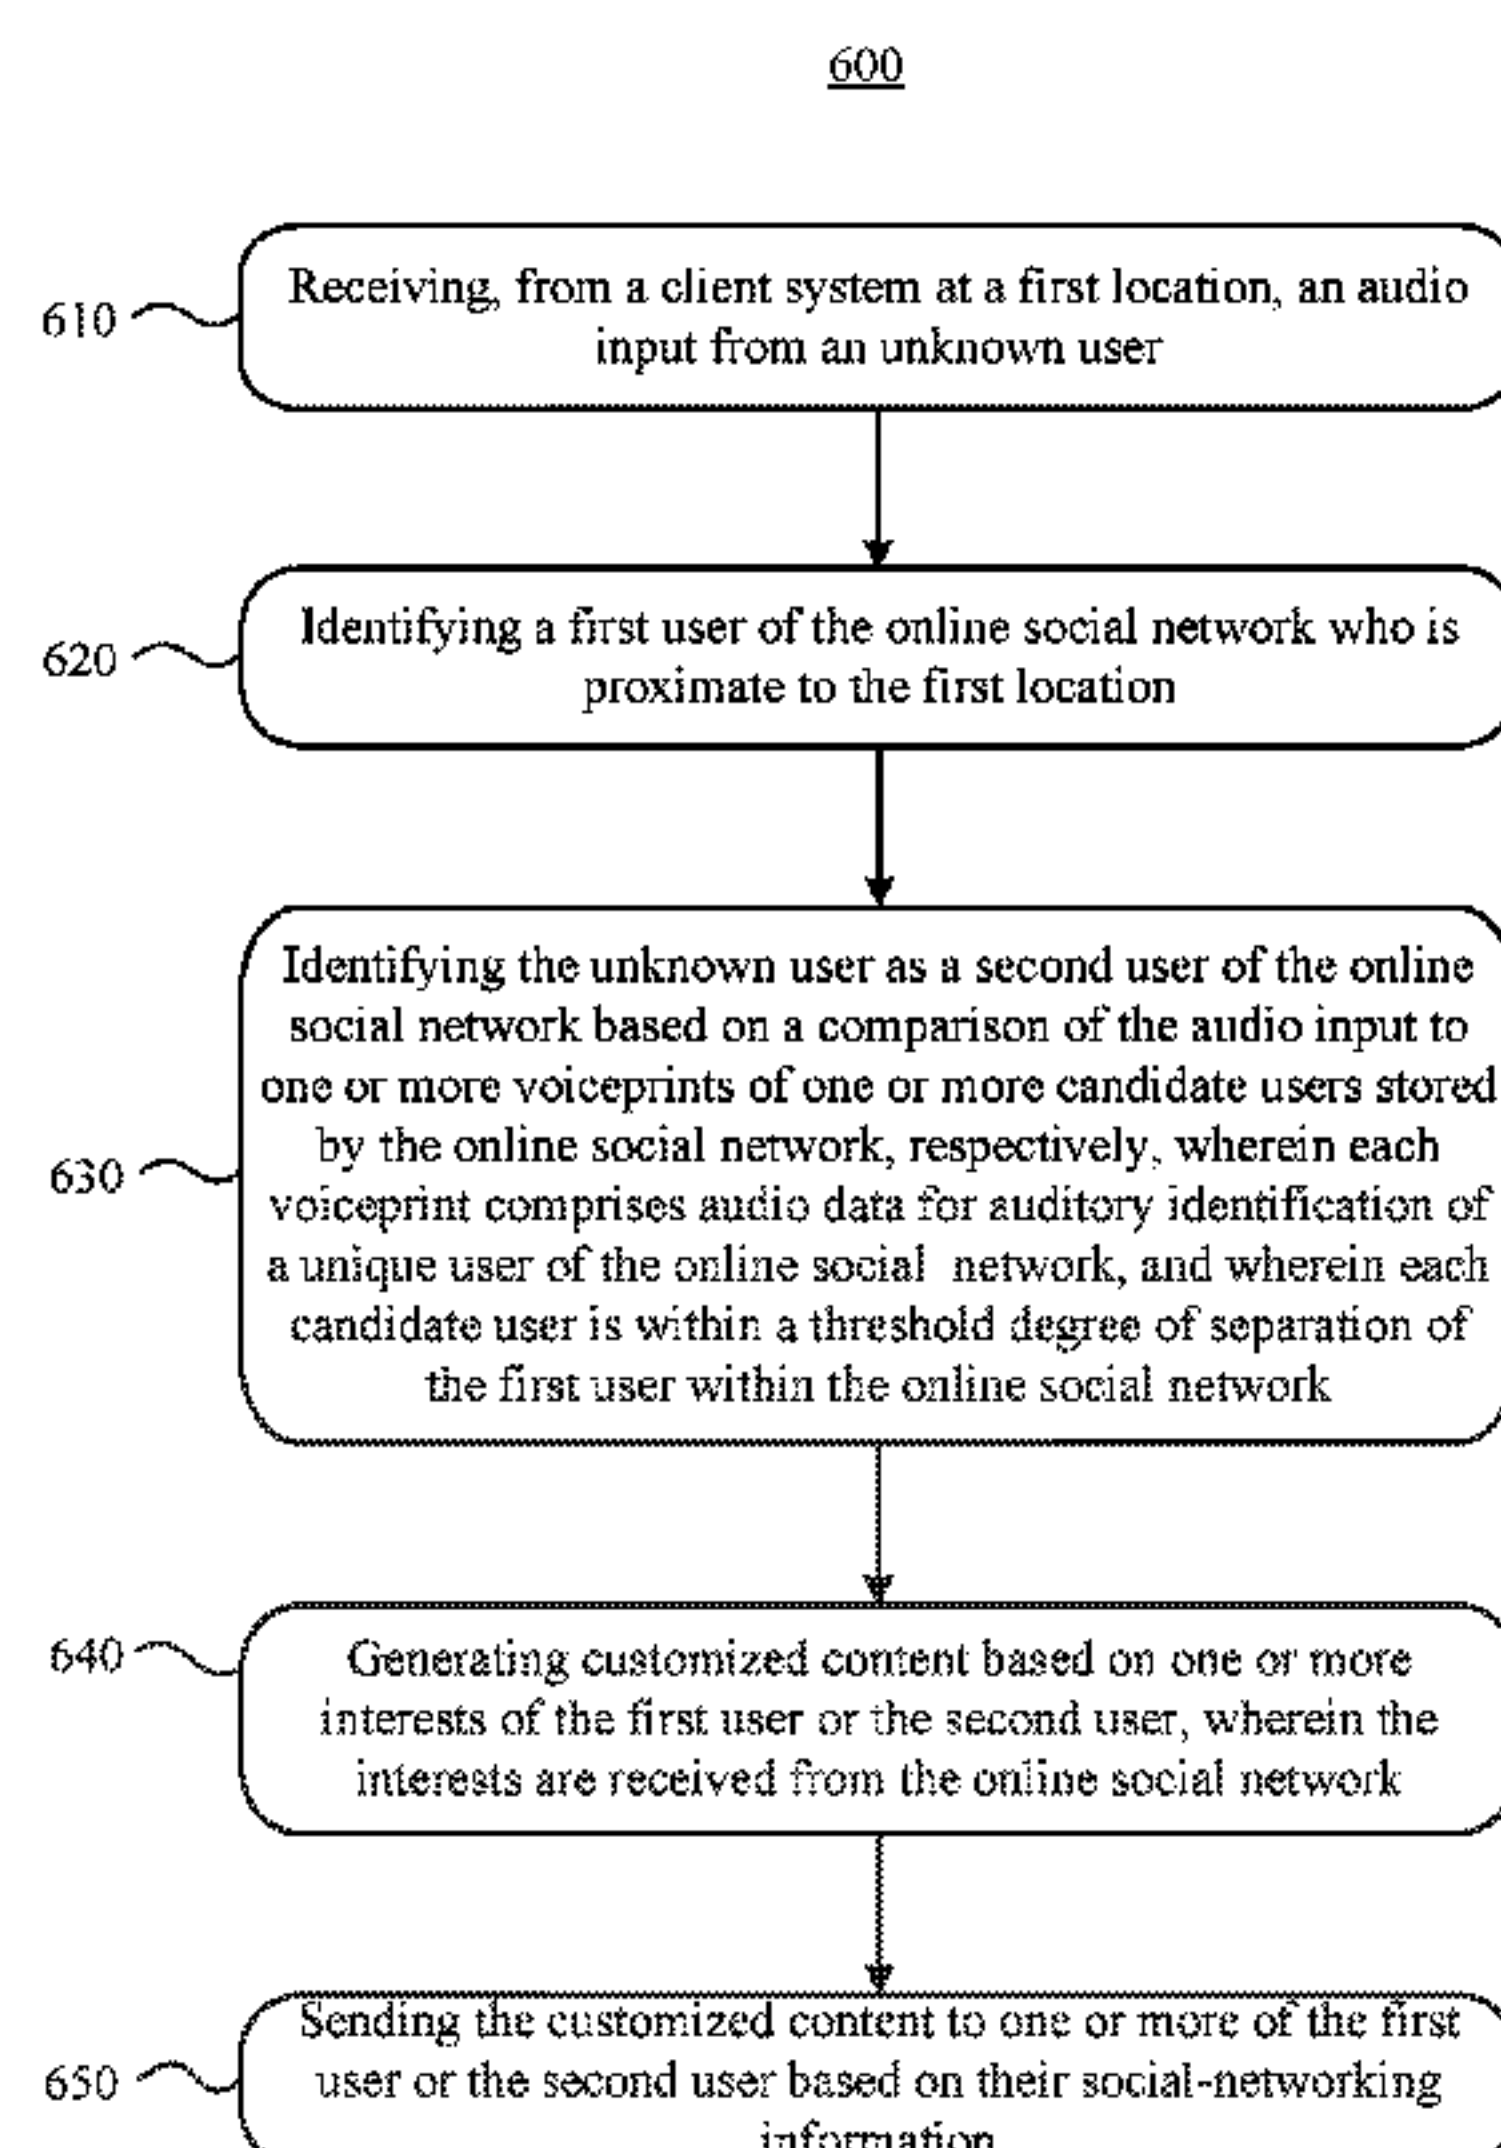 600
610
Receiving, from a client system at a first location, an audio
input from an unknown user
620
Identifying a first user of the online social network who is
proximate to the first location
630
Identifying the unknown user as a second user of the online
social network based on a comparison of the audio input to
one or more voiceprints of one or more candidate users stored
by the online social network, respectively, wherein each
voiceprint comprises audio data for auditory identification of
a unique user of the online social network, and wherein each
candidate user is within a threshold degree of separation of
the first user within the online social network
640
Generating customized content based on one or more
interests of the first user or the second user, wherein the
interests are received from the online social network
650
Sending the customized content to one or more of the first
user or the second user based on their social-networking
information